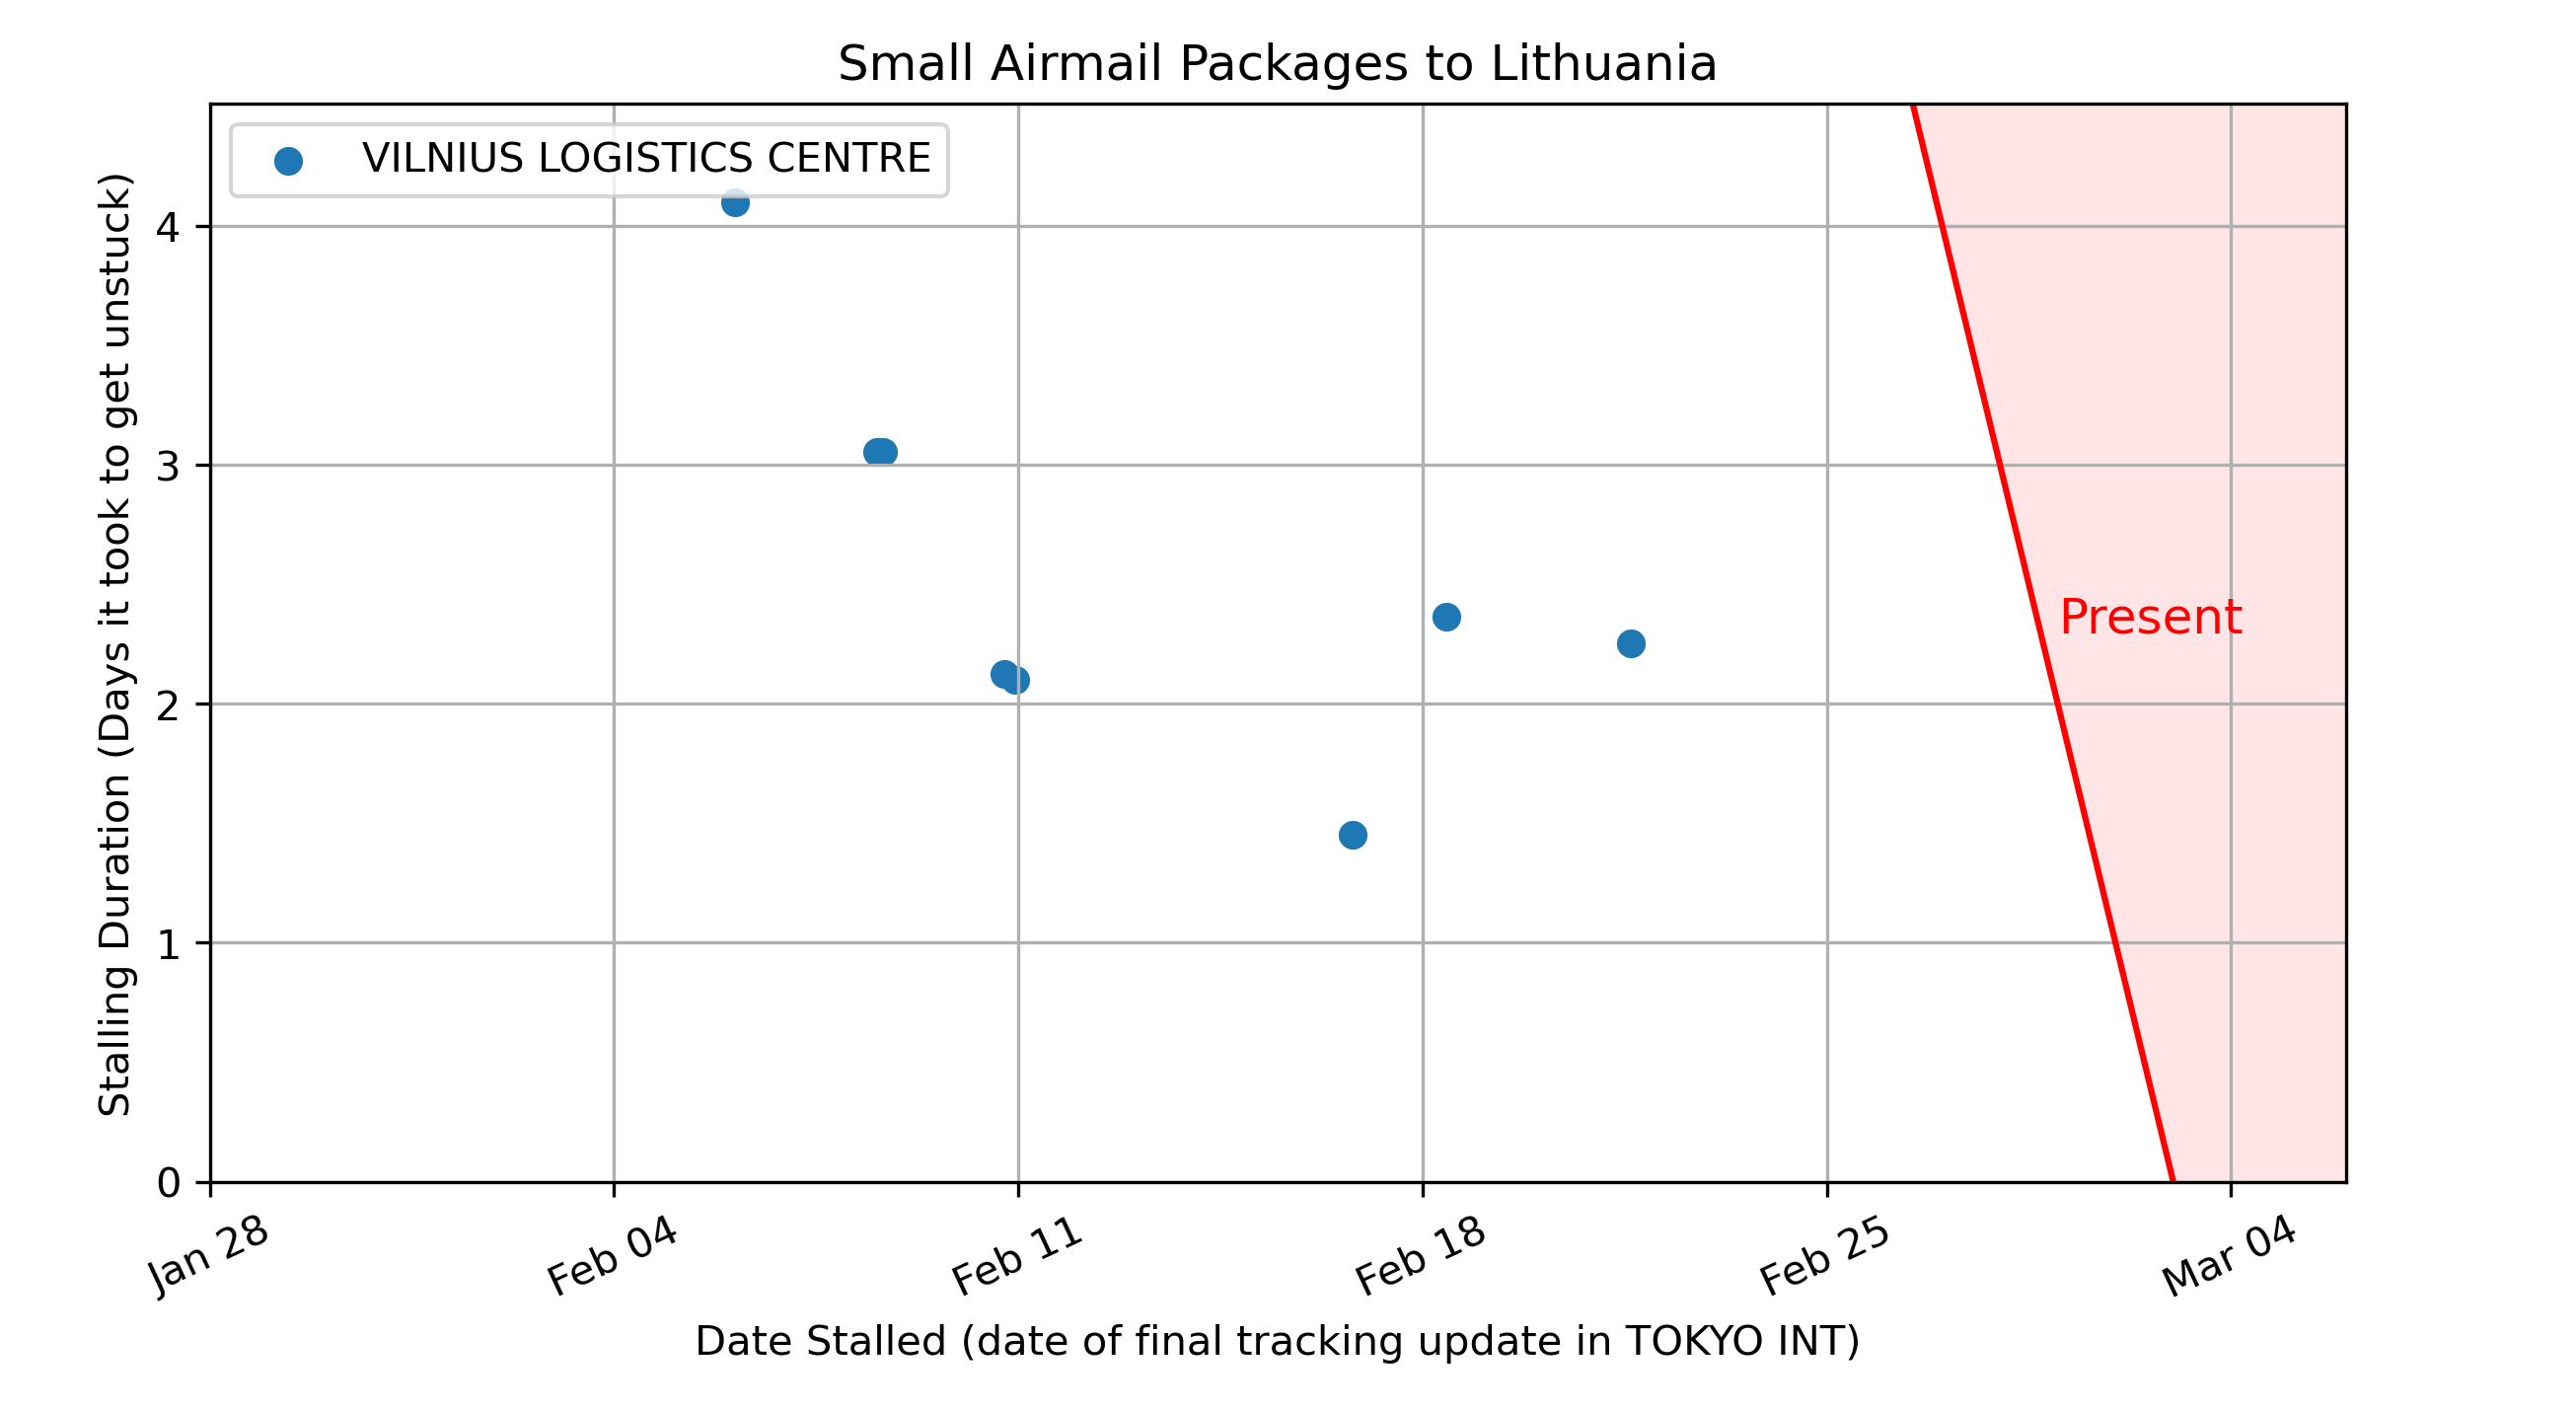 Small Airmail Packages to Lithuania
VILNIUS LOGISTICS CENTRE
Stalling Duration (Days it took to get unstuck)
4
3
2
1
0
Present
Jan 28
Feb 04
Feb 11
Feb 18
Feb 25
Mar 04
Date Stalled (date of final tracking update in TOKYO INT)